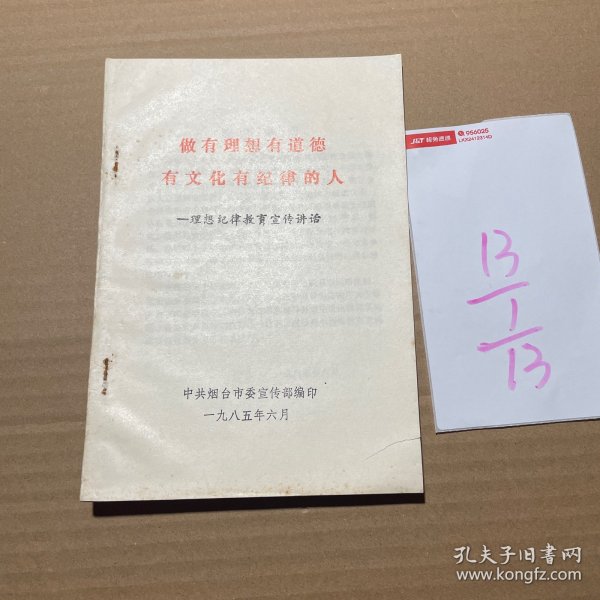 做有理想有道德
有文化有纪律的人
—理想纪律教育宣传讲话
中共烟台市委宣传部编印
一九八五年六月
J&T 极兔速递
956025
13
1
13
孔夫子旧书网
www.kongfz.com